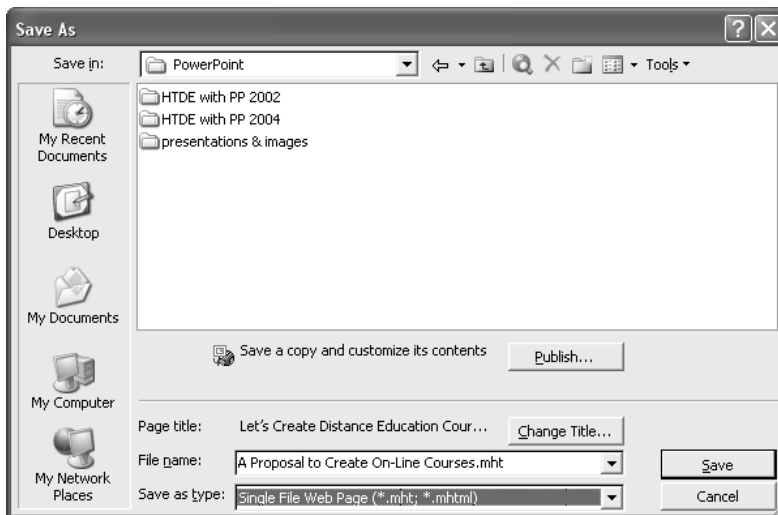 Save As
Save in:
PowerPoint
Tools
HTDE with PP 2002
HTDE with PP 2004
presentations & images
My Recent
Documents
Desktop
My Documents
My Computer
My Network
Places
Save a copy and customize its contents
Publish...
Page title:
Let's Create Distance Education Cour...
Change Title...
File name:
A Proposal to Create On-Line Courses.mht
Save
Save as type:
Single File Web Page (*.mht; *.mhtml)
Cancel